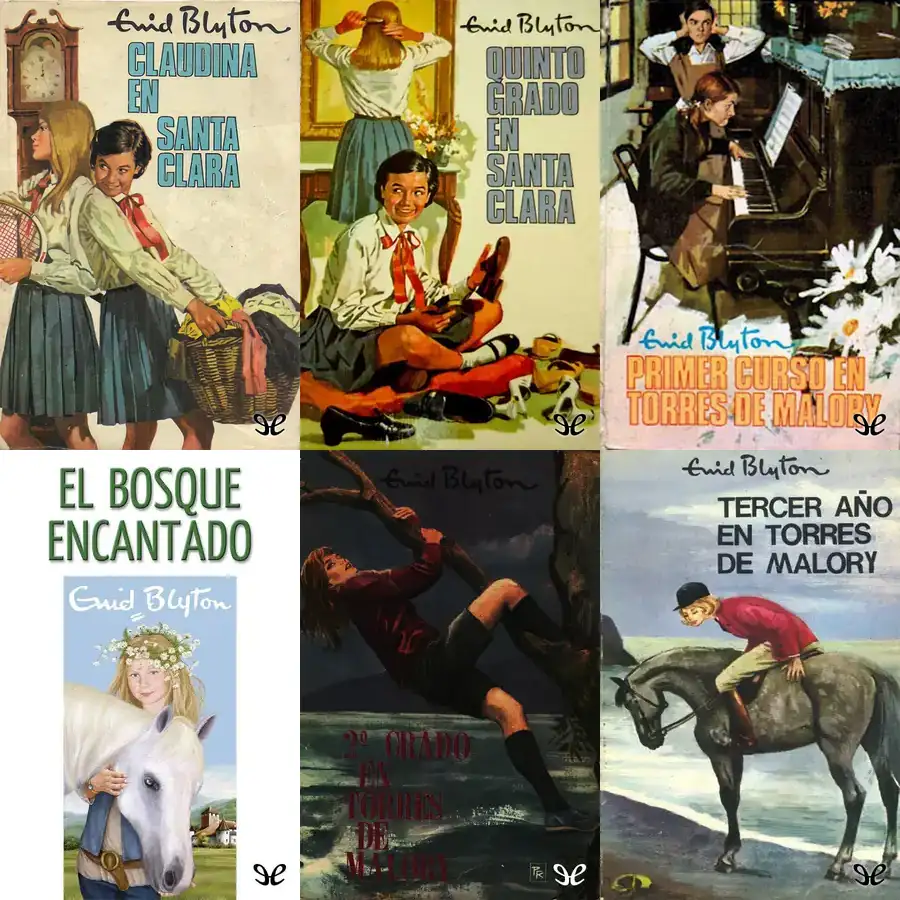 Enid Blyton
CLAUDINA
EN
SANTA
CLARA
Enid Blyton
QUINTO
GRADO
EN
SANTA
CLARA
Enid Blyton
PRIMER CURSO EN
TORRES DE MALORY
EL BOSQUE
ENCANTADO
Enid Blyton
Enid Blyton
2º GRADO
EN
TORRES
DE
MALORY
Enid Blyton
TERCER AÑO
EN TORRES
DE MALORY